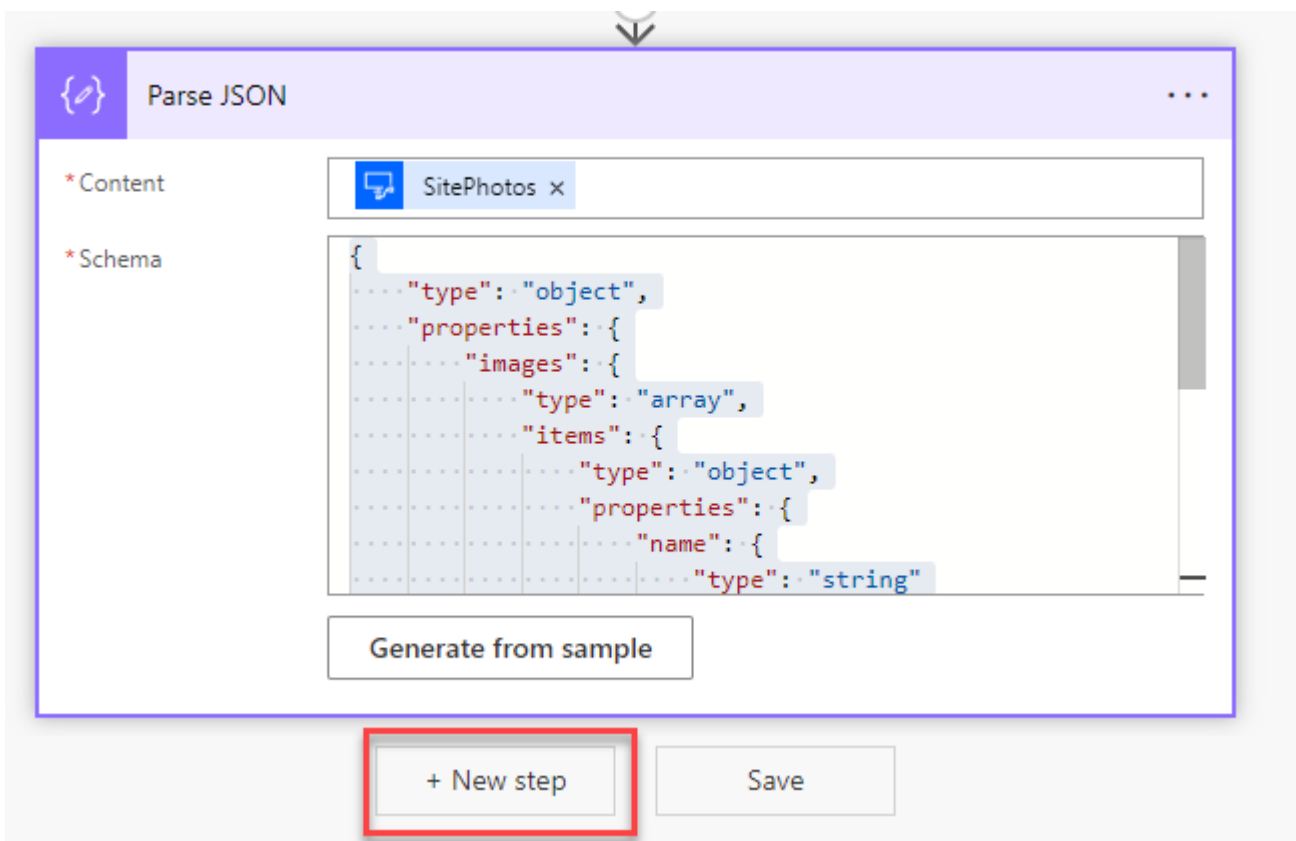 Parse JSON
* Content
SitePhotos ×
* Schema
{
"type": "object",
"properties": {
"images": {
"type": "array",
"items": {
"type": "object",
"properties": {
"name": {
"type": "string"
Generate from sample
+ New step
Save